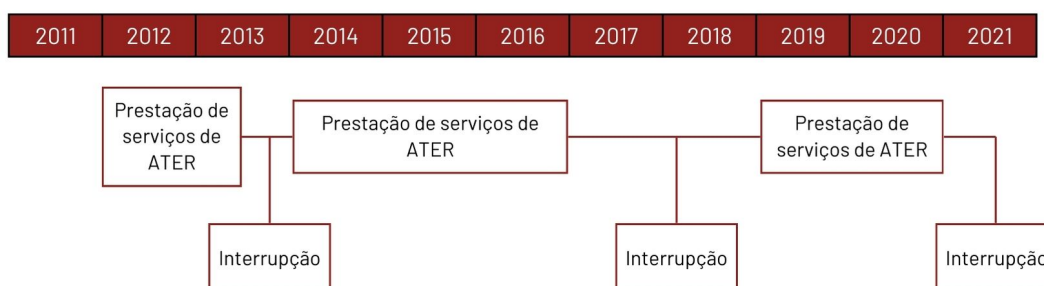 2011 2012 2013 2014 2015 2016 2017 2018 2019 2020 2021
Prestação de
serviços de
ATER
Prestação de serviços de
ATER
Prestação de
serviços de ATER
Interrupção
Interrupção
Interrupção